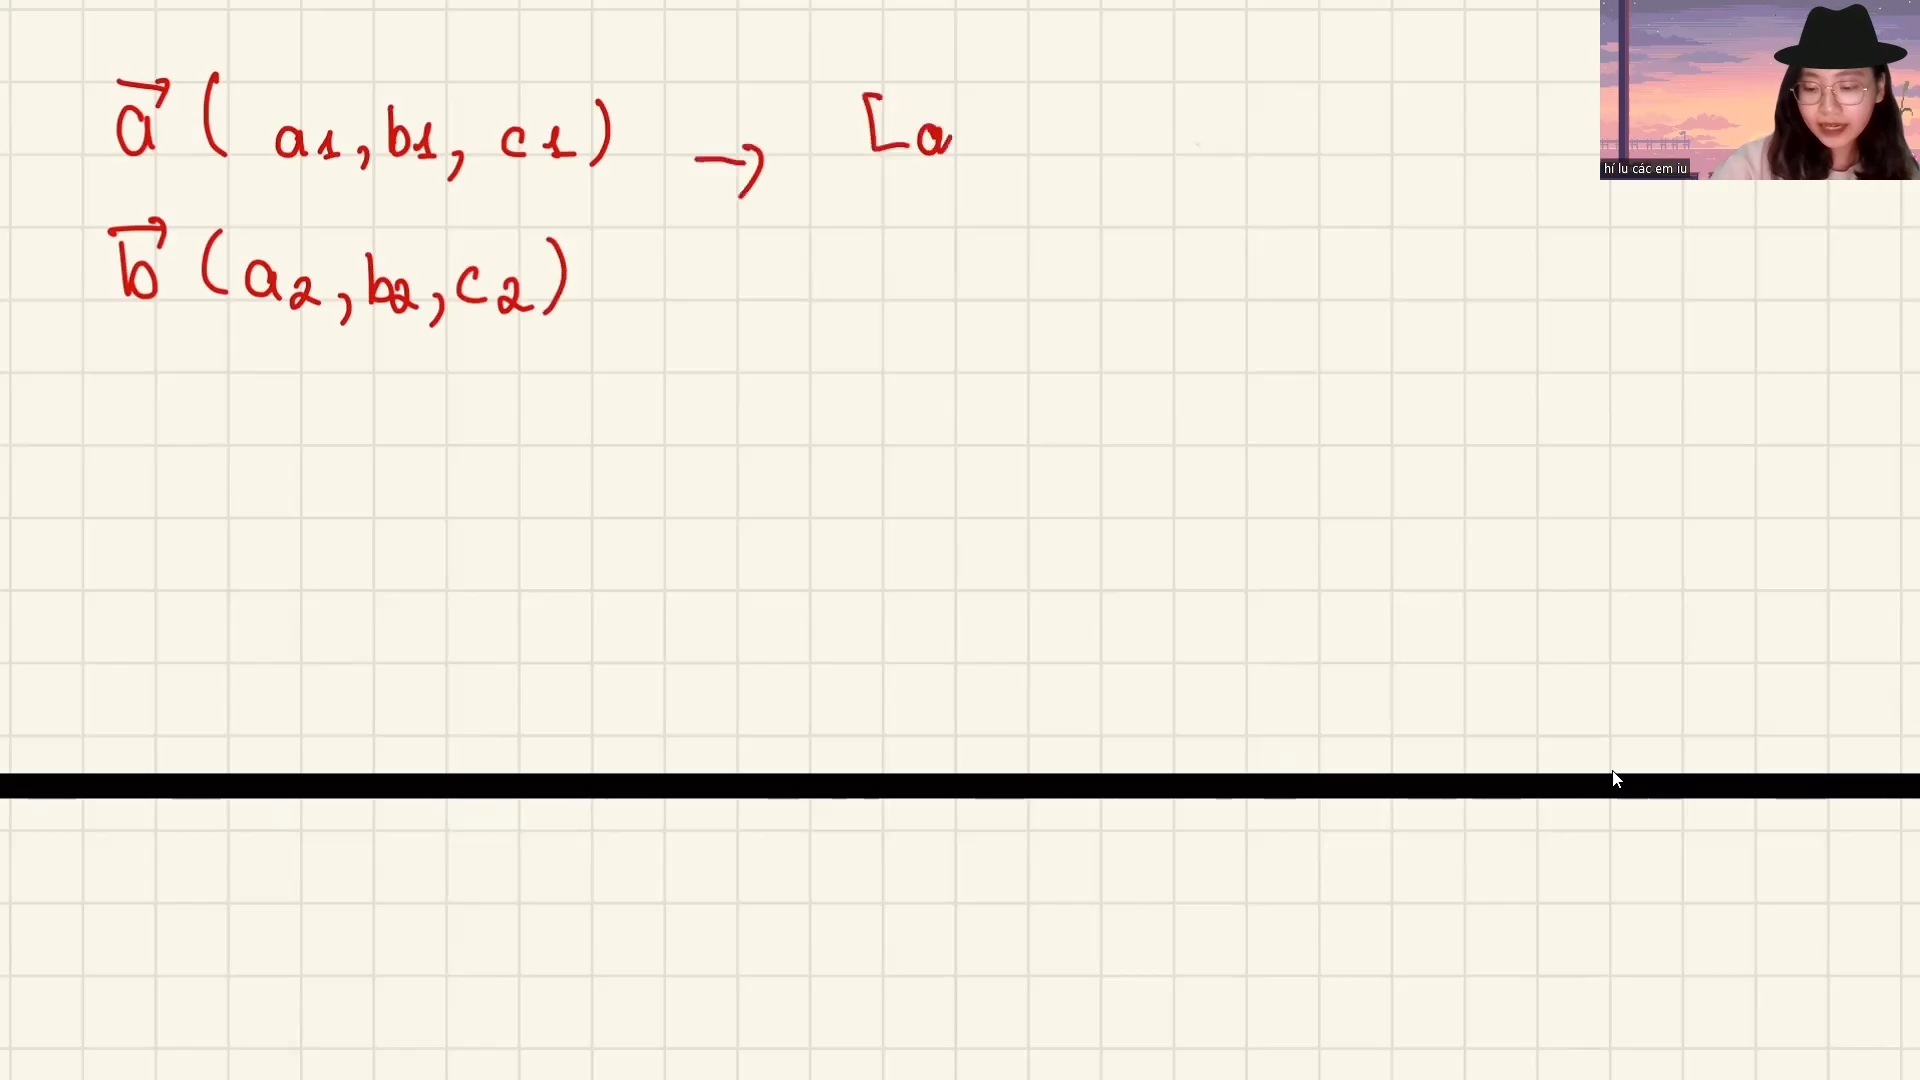 a⃗ ( a1, b1, c1) → [a
b⃗ (a2, b2, c2)
hí lu các em iu